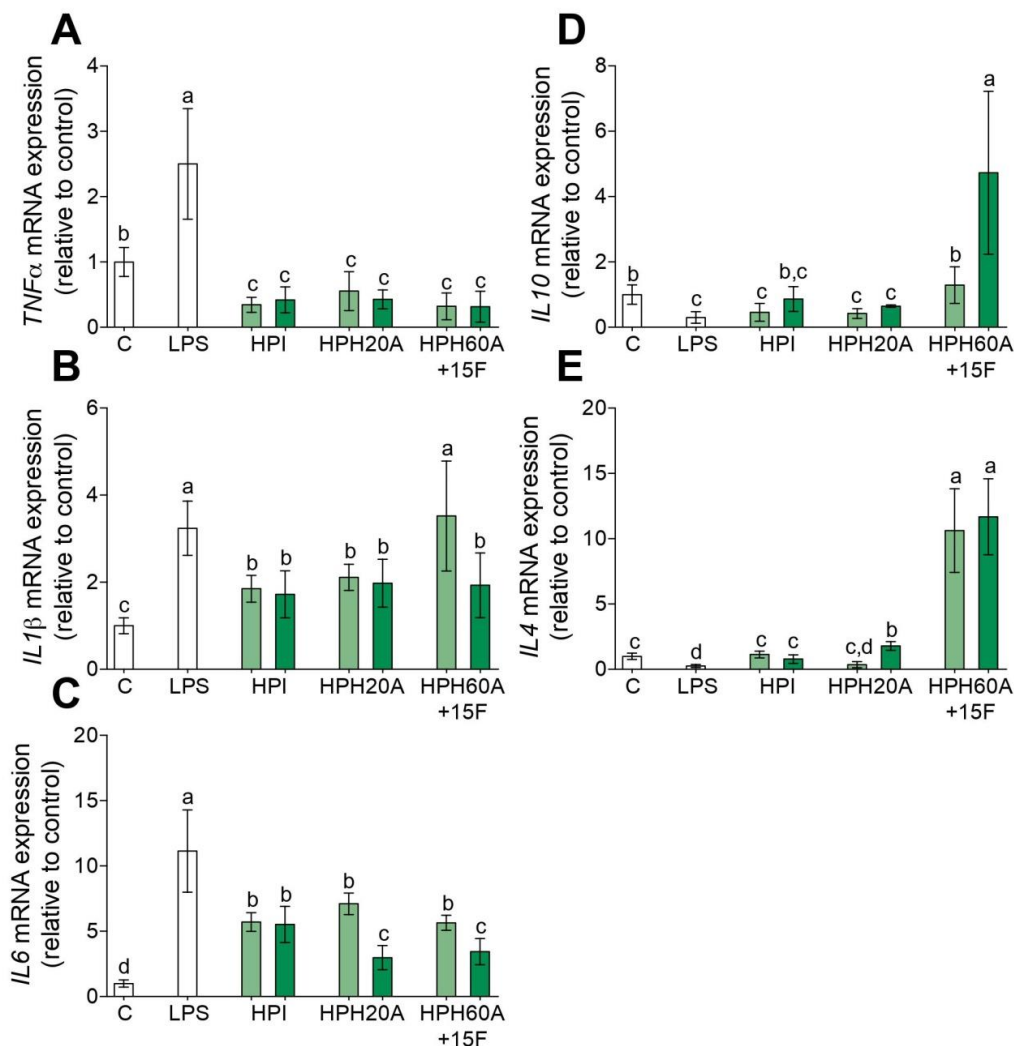 A
TNFα mRNA expression
(relative to control)
4
3
2
1
0
b
a
c
c
c
c
c
c
C
LPS
HPI
HPH20A
HPH60A
+15F
B
IL1β mRNA expression
(relative to control)
6
4
2
0
c
a
b
b
b
b
a
b
C
LPS
HPI
HPH20A
HPH60A
+15F
C
IL6 mRNA expression
(relative to control)
20
15
10
5
0
d
a
b
b
b
c
b
c
C
LPS
HPI
HPH20A
HPH60A
+15F
D
IL10 mRNA expression
(relative to control)
8
6
4
2
0
b
c
c
b,c
c
c
b
a
C
LPS
HPI
HPH20A
HPH60A
+15F
E
IL4 mRNA expression
(relative to control)
20
15
10
5
0
c
d
c
c
c,d
b
a
a
C
LPS
HPI
HPH20A
HPH60A
+15F